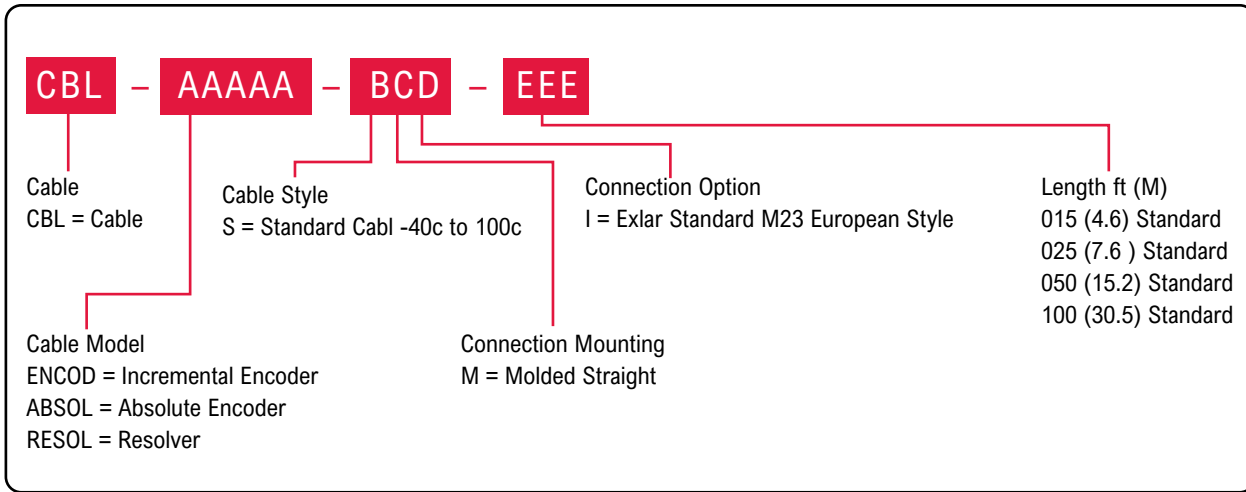 CBL – AAAAA – BCD – EEE
Cable
CBL = Cable
Cable Style
S = Standard Cabl -40c to 100c
Connection Option
I = Exlar Standard M23 European Style
Length ft (M)
015 (4.6) Standard
025 (7.6 ) Standard
050 (15.2) Standard
100 (30.5) Standard
Cable Model
ENCOD = Incremental Encoder
ABSOL = Absolute Encoder
RESOL = Resolver
Connection Mounting
M = Molded Straight